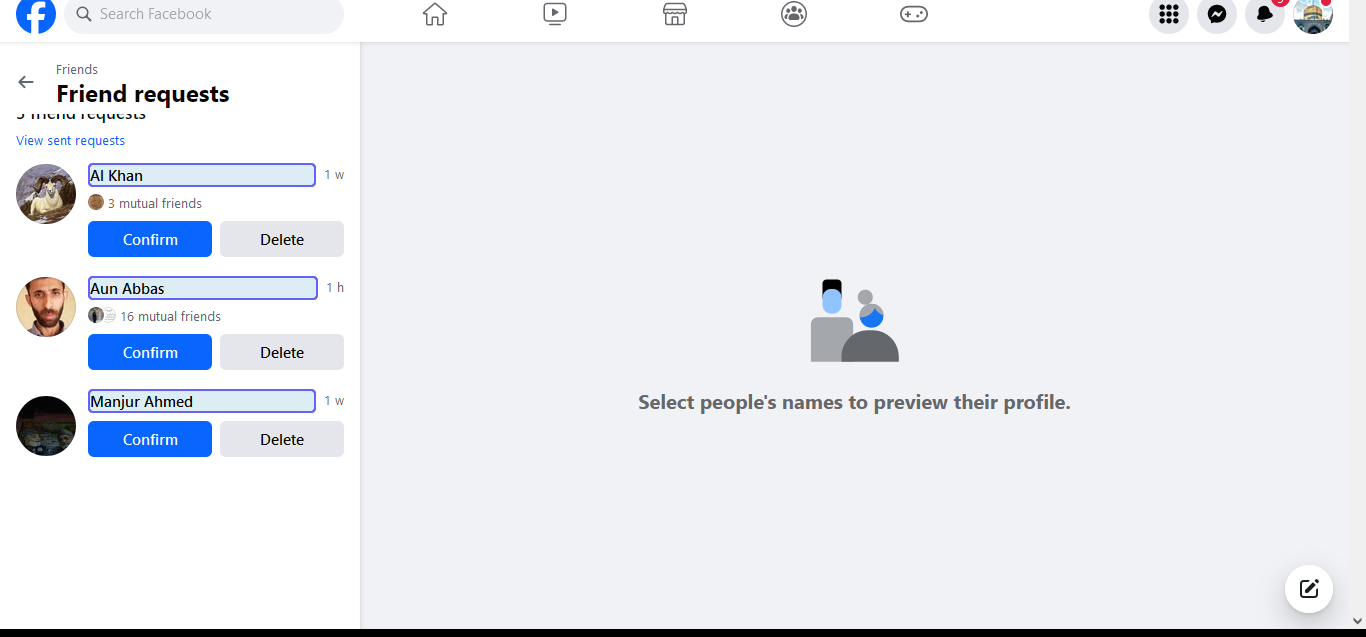 Search Facebook
Friends
Friend requests
friend requests
View sent requests
Al Khan 1 w
3 mutual friends
Confirm Delete
Aun Abbas 1 h
16 mutual friends
Confirm Delete
Manjur Ahmed 1 w
Confirm Delete
Select people's names to preview their profile.